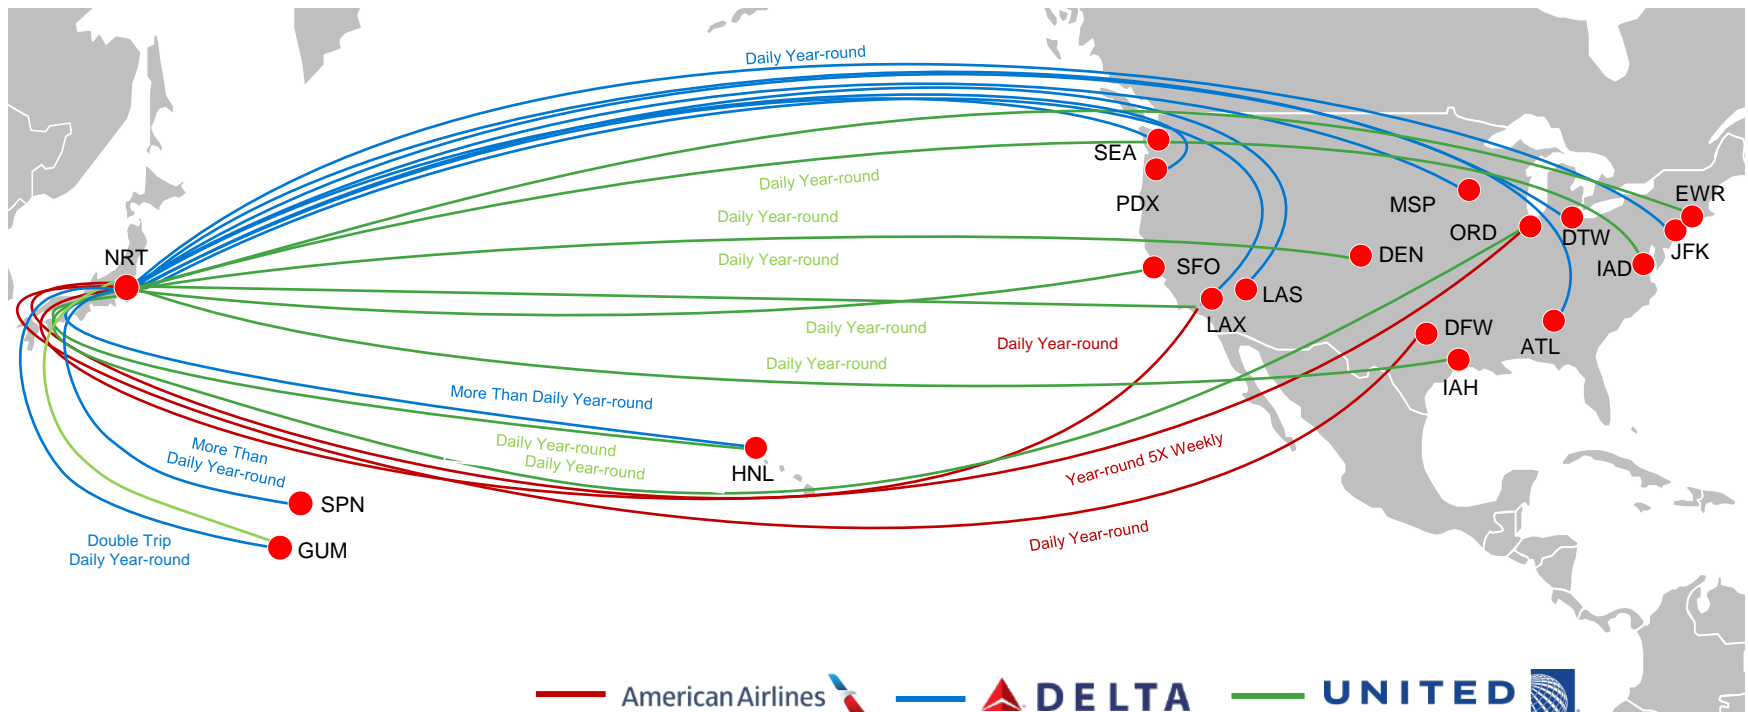 Daily Year-round
SEA
Daily Year-round
EWR
PDX
MSP
Daily Year-round
ORD
DTW
JFK
NRT
Daily Year-round
SFO
DEN
IAD
LAS
LAX
Daily Year-round
DFW
Daily Year-round
ATL
Daily Year-round
IAH
More Than Daily Year-round
Daily Year-round
Daily Year-round
HNL
More Than
Daily Year-round
Year-round 5X Weekly
SPN
Daily Year-round
Double Trip
Daily Year-round
GUM
American Airlines
DELTA
UNITED